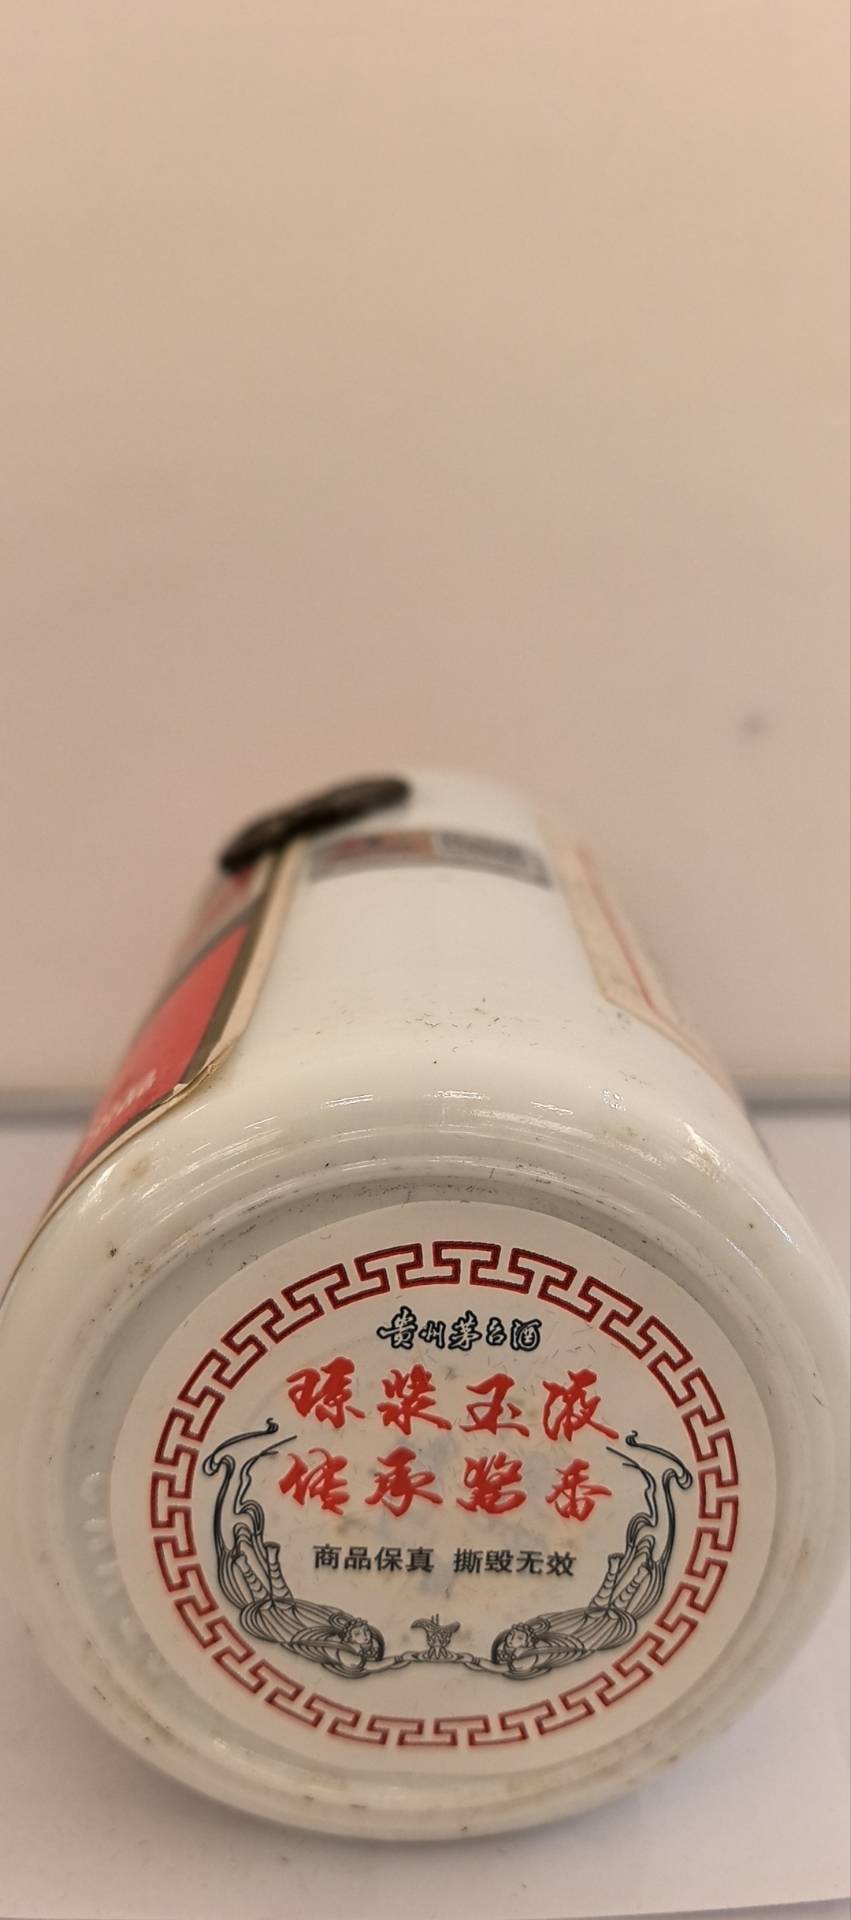 贵州茅台酒
琼浆玉液
传承酱香
商品保真 撕毁无效